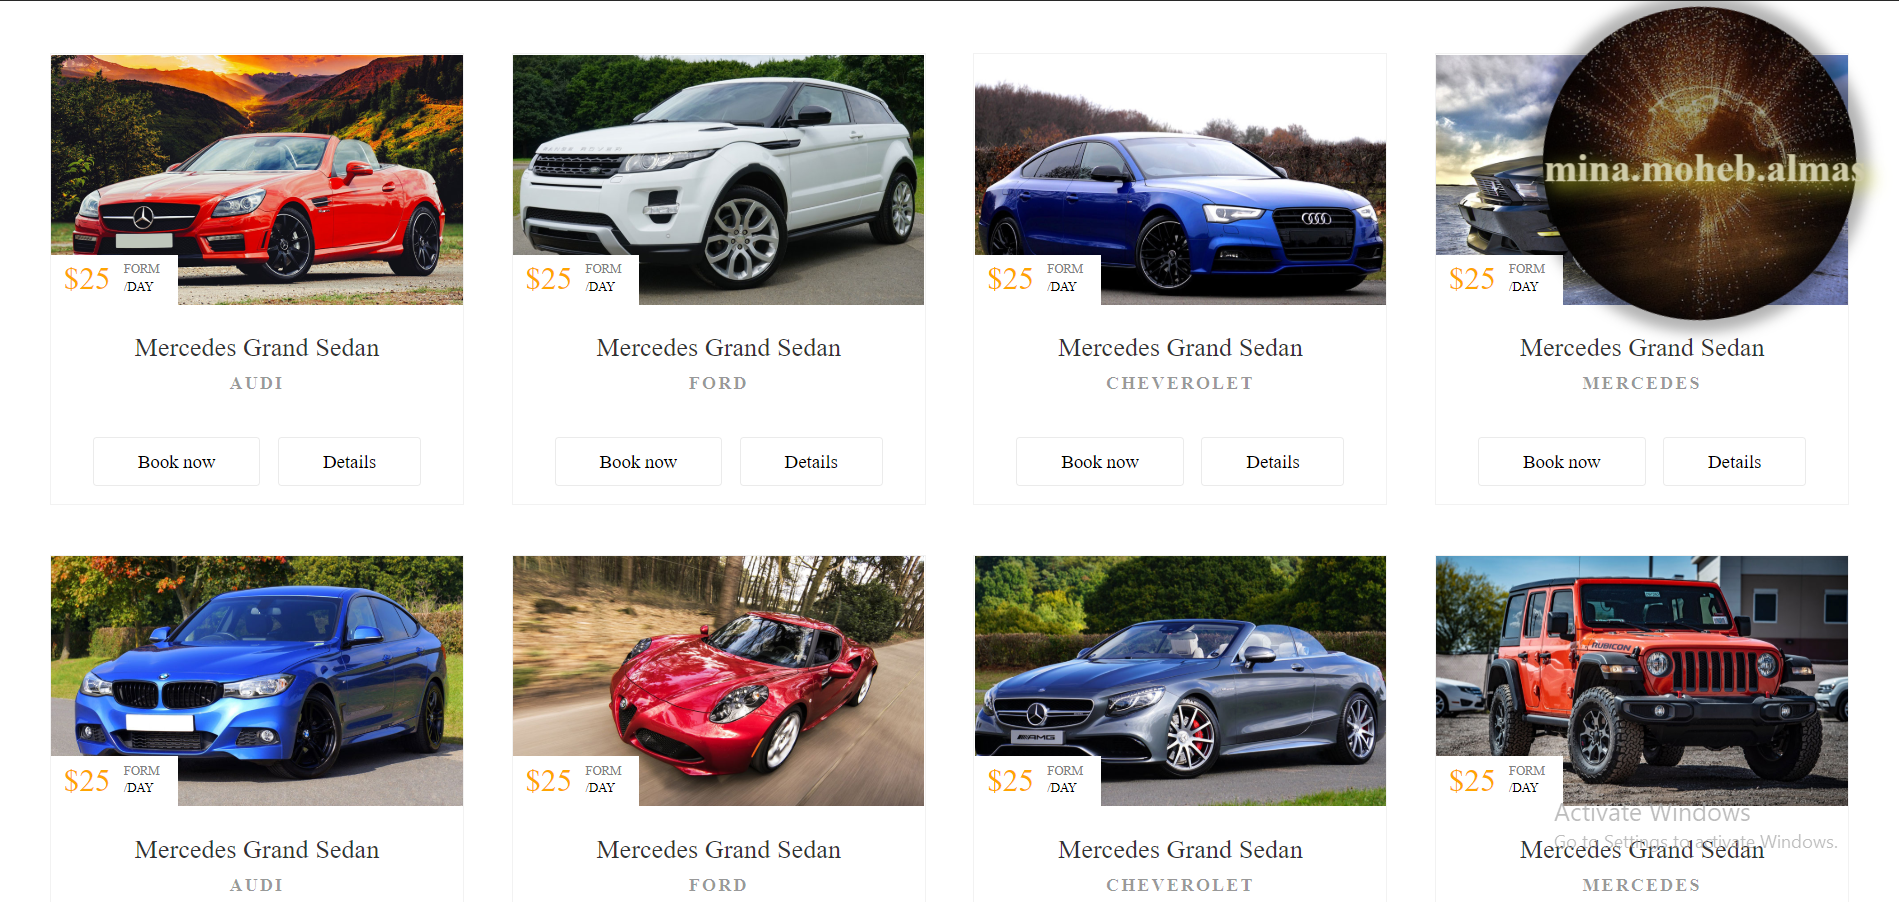 RANGE ROVER
mina.moheb.almas
$25 FORM
/DAY
$25 FORM
/DAY
$25 FORM
/DAY
$25 FORM
/DAY
Mercedes Grand Sedan
AUDI
Book now Details
Mercedes Grand Sedan
FORD
Book now Details
Mercedes Grand Sedan
CHEVEROLET
Book now Details
Mercedes Grand Sedan
MERCEDES
Book now Details
RUBICON
AMG
$25 FORM
/DAY
$25 FORM
/DAY
$25 FORM
/DAY
$25 FORM
/DAY
Activate Windows
Go to Settings to activate Windows.
Mercedes Grand Sedan
AUDI
Mercedes Grand Sedan
FORD
Mercedes Grand Sedan
CHEVEROLET
Mercedes Grand Sedan
MERCEDES